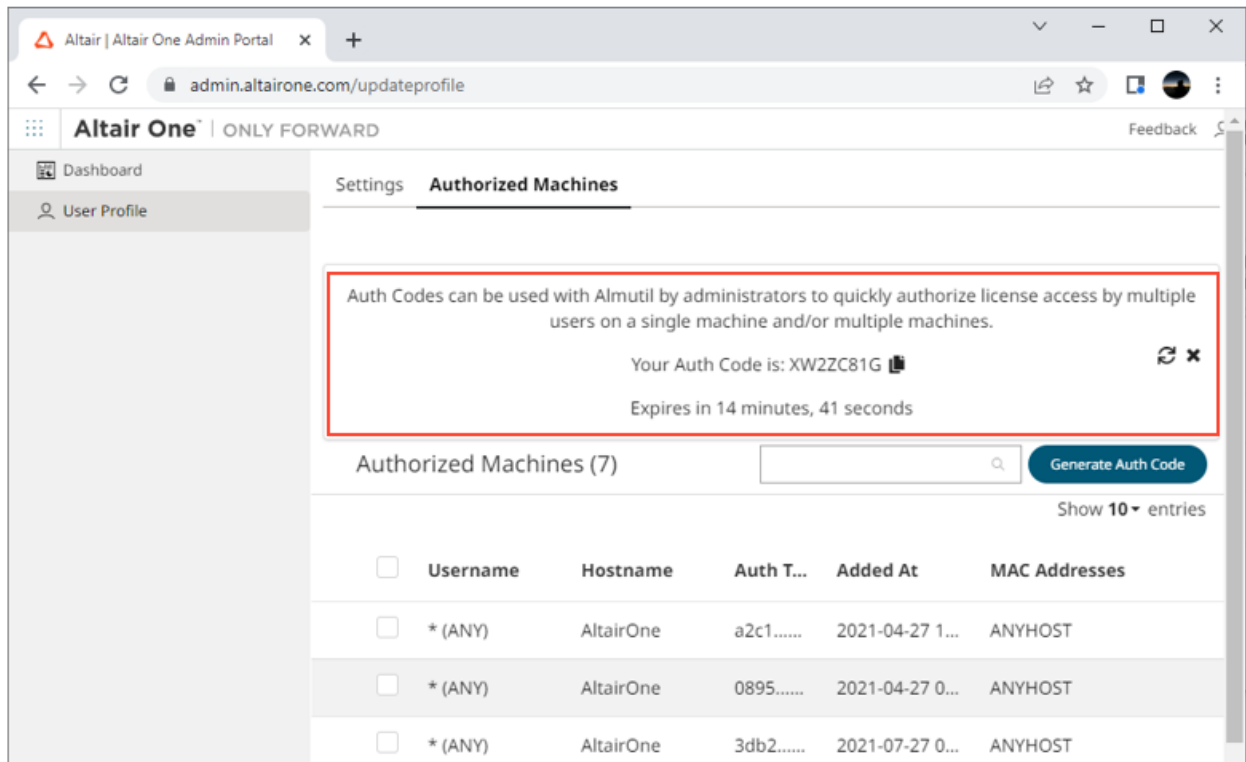 Altair | Altair One Admin Portal
admin.altairone.com/updateprofile
Altair One™ | ONLY FORWARD
Feedback
Dashboard
User Profile
Settings
Authorized Machines
Auth Codes can be used with Almutil by administrators to quickly authorize license access by multiple
users on a single machine and/or multiple machines.
Your Auth Code is: XW2ZC81G
Expires in 14 minutes, 41 seconds
Authorized Machines (7)
Generate Auth Code
Show 10 entries
Username Hostname Auth T... Added At MAC Addresses
* (ANY) AltairOne a2c1...... 2021-04-27 1... ANYHOST
* (ANY) AltairOne 0895...... 2021-04-27 0... ANYHOST
* (ANY) AltairOne 3db2...... 2021-07-27 0... ANYHOST